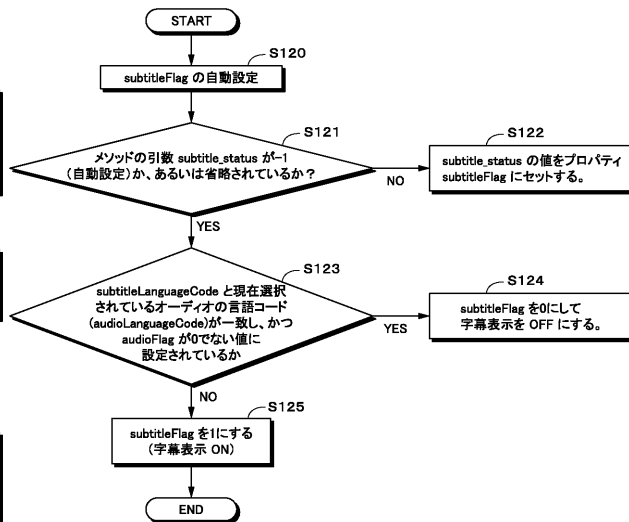 START
S120
subtitleFlag の自動設定
S121
メソッドの引数 subtitle_status が-1
(自動設定)か、あるいは省略されているか？
NO
YES
S122
subtitle_status の値をプロパティ
subtitleFlag にセットする。
S123
subtitleLanguageCode と現在選択
されているオーディオの言語コード
(audioLanguageCode)が一致し、かつ
audioFlag が0でない値に
設定されているか
YES
NO
S124
subtitleFlag を0にして
字幕表示を OFF にする。
S125
subtitleFlag を1にする
(字幕表示 ON)
END